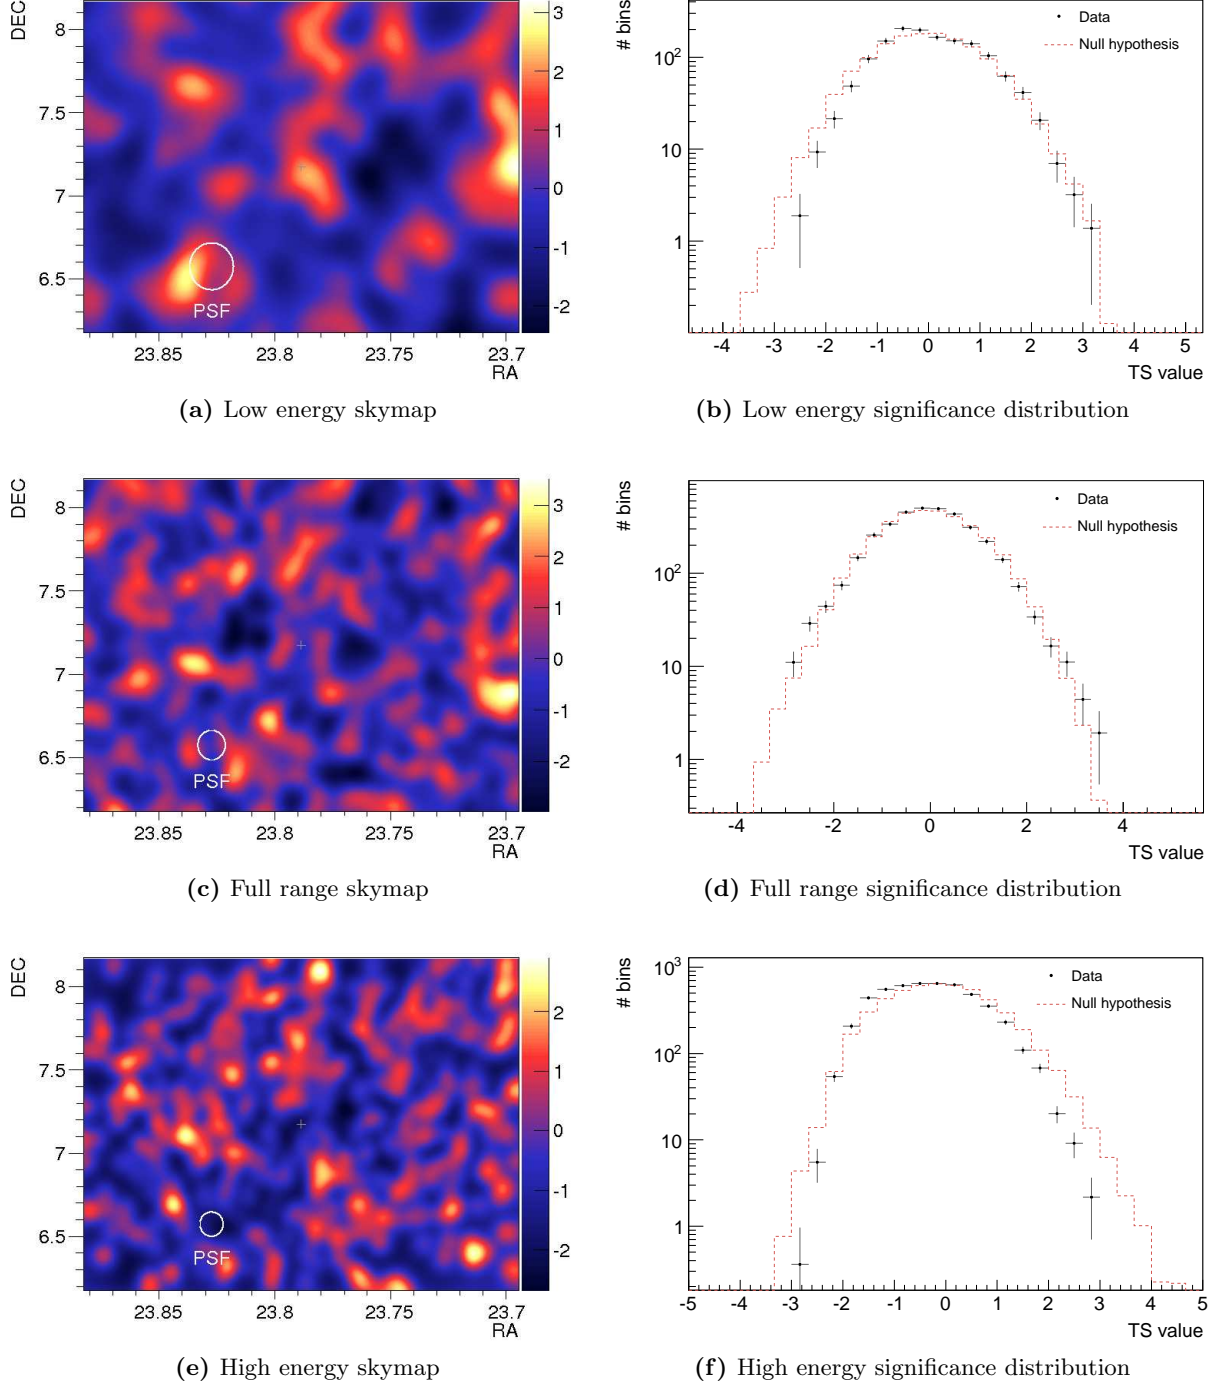 DEC
8
7.5
7
6.5
PSF
23.85 23.8 23.75 23.7
RA
3
2
1
0
-1
-2
(a) Low energy skymap
# bins
10²
10
1
Data
Null hypothesis
-4 -3 -2 -1 0 1 2 3 4 5
TS value
(b) Low energy significance distribution
DEC
8
7.5
7
6.5
PSF
23.85 23.8 23.75 23.7
RA
3
2
1
0
-1
-2
(c) Full range skymap
# bins
10²
10
1
Data
Null hypothesis
-4 -2 0 2 4
TS value
(d) Full range significance distribution
DEC
8
7.5
7
6.5
PSF
23.85 23.8 23.75 23.7
RA
2
1
0
-1
-2
(e) High energy skymap
# bins
10³
10²
10
1
Data
Null hypothesis
-5 -4 -3 -2 -1 0 1 2 3 4 5
TS value
(f) High energy significance distribution